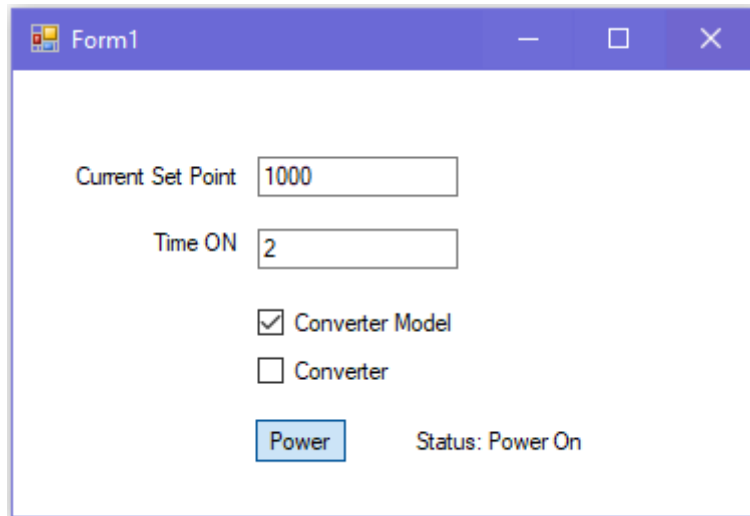 Form1
Current Set Point 1000
Time ON 2
Converter Model
Converter
Power Status: Power On